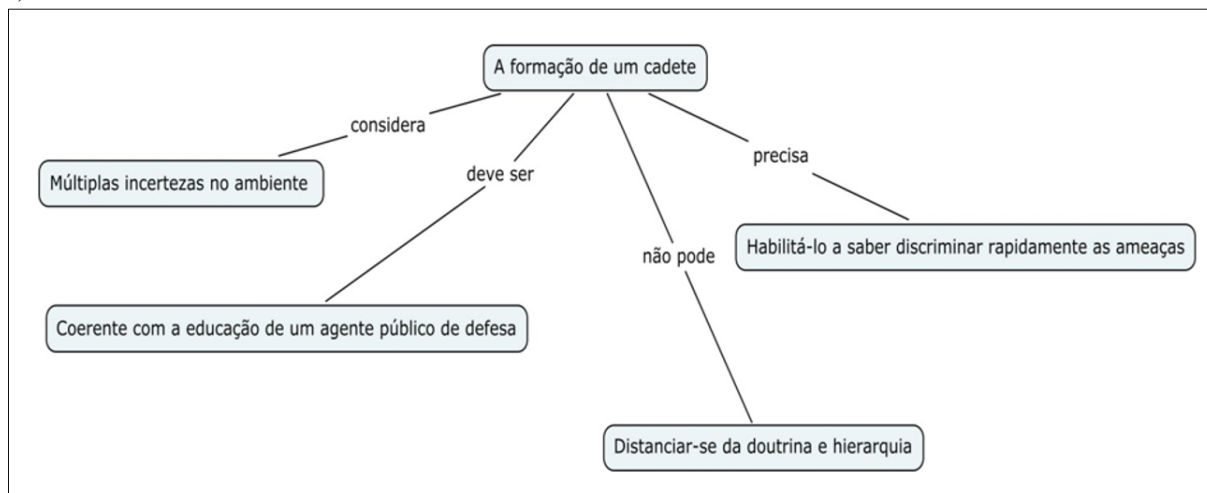 A formação de um cadete
considera
precisa
deve ser
Múltiplas incertezas no ambiente
não pode
Habilitá-lo a saber discriminar rapidamente as ameaças
Coerente com a educação de um agente público de defesa
Distanciar-se da doutrina e hierarquia